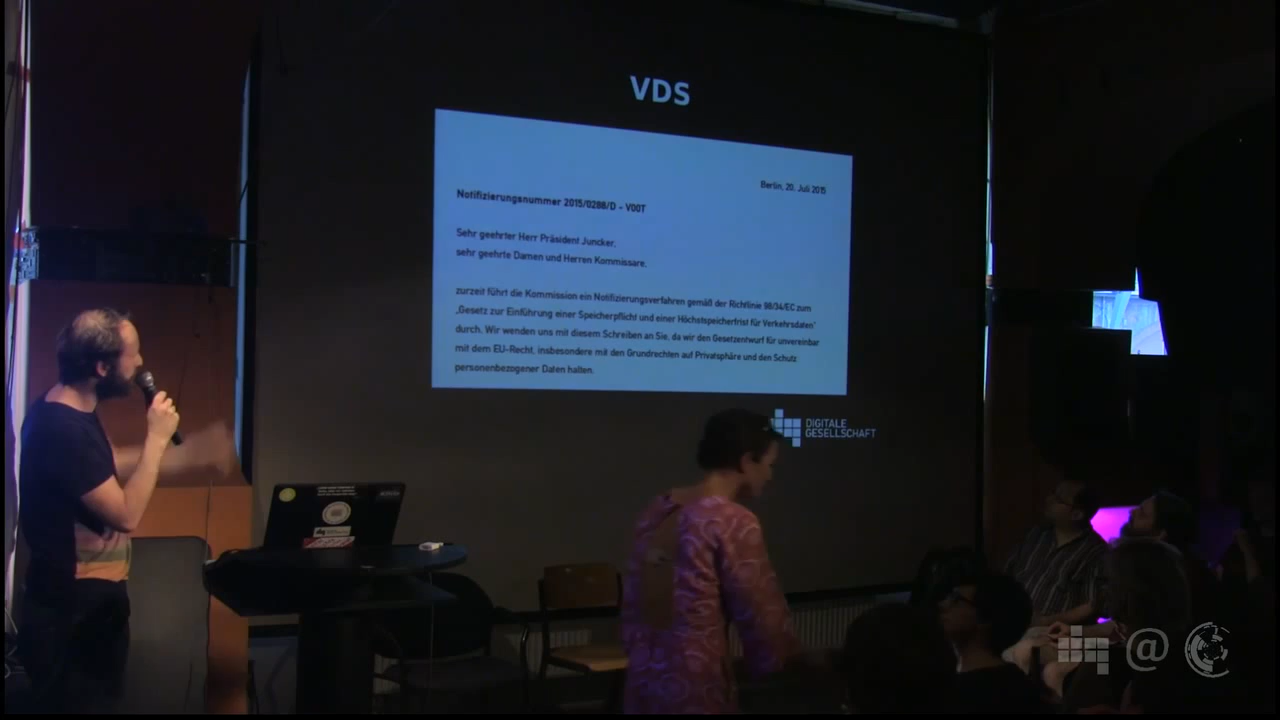 VDS
Berlin, 20. Juli 2015
Notifizierungsnummer 2015/0288/D - V00T
Sehr geehrter Herr Präsident Juncker,
sehr geehrte Damen und Herren Kommissare,
zurzeit führt die Kommission ein Notifizierungsverfahren gemäß der Richtlinie 98/34/EC zum
„Gesetz zur Einführung einer Speicherpflicht und einer Höchstspeicherfrist für Verkehrsdaten“
durch. Wir wenden uns mit diesem Schreiben an Sie, da wir den Gesetzentwurf für unvereinbar
mit dem EU-Recht, insbesondere mit den Grundrechten auf Privatsphäre und den Schutz
personenbezogener Daten halten.
DIGITALE
GESELLSCHAFT
@